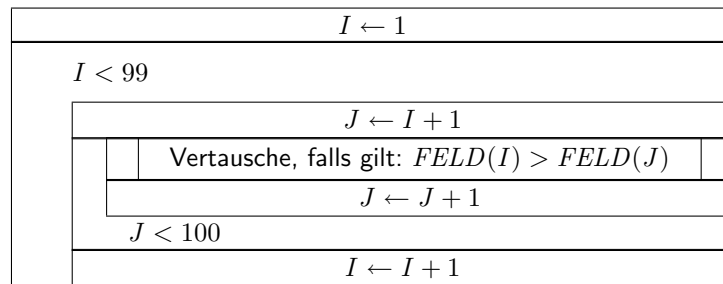 I ← 1
I < 99
J ← I + 1
Vertausche, falls gilt: FELD(I) > FELD(J)
J ← J + 1
J < 100
I ← I + 1